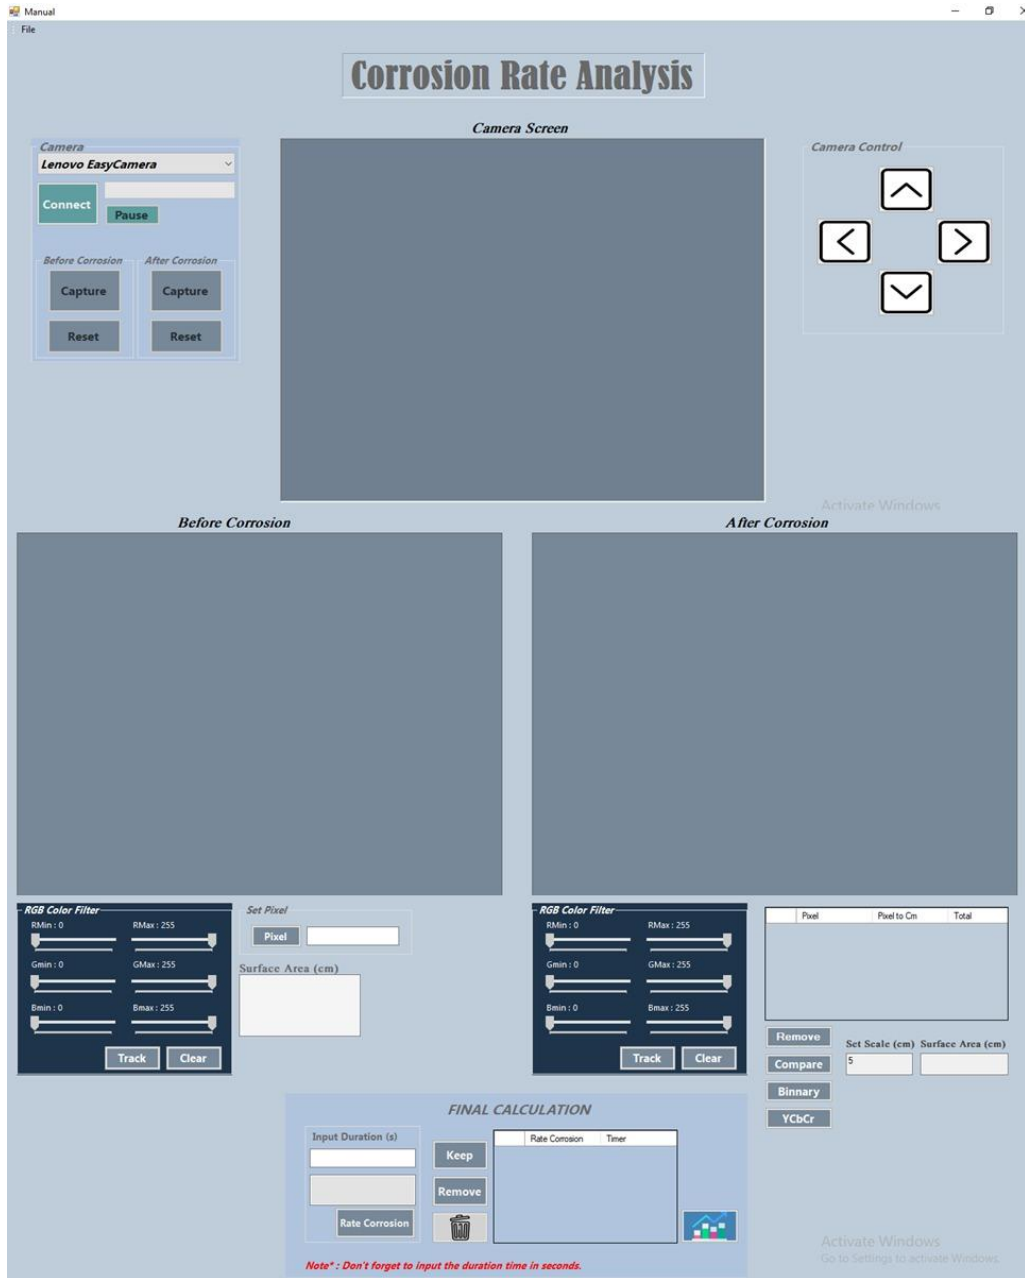 Manual
File
Corrosion Rate Analysis
Camera Screen
Camera
Lenovo EasyCamera
Connect
Pause
Before Corrosion
After Corrosion
Capture
Capture
Reset
Reset
Camera Control
Activate Windows
Before Corrosion
After Corrosion
RGB Color Filter
RMin : 0
RMax : 255
Gmin : 0
GMax : 255
Bmin : 0
Bmax : 255
Track
Clear
Set Pixel
Pixel
Surface Area (cm)
RGB Color Filter
RMin : 0
RMax : 255
Gmin : 0
GMax : 255
Bmin : 0
Bmax : 255
Track
Clear
Pixel
Pixel to Cm
Total
Remove
Compare
Binnary
YCbCr
Set Scale (cm)
5
Surface Area (cm)
FINAL CALCULATION
Input Duration (s)
Rate Corrosion
Keep
Remove
Rate Corrosion
Timer
Note* : Don't forget to input the duration time in seconds.
Activate Windows
Go to Settings to activate Windows.